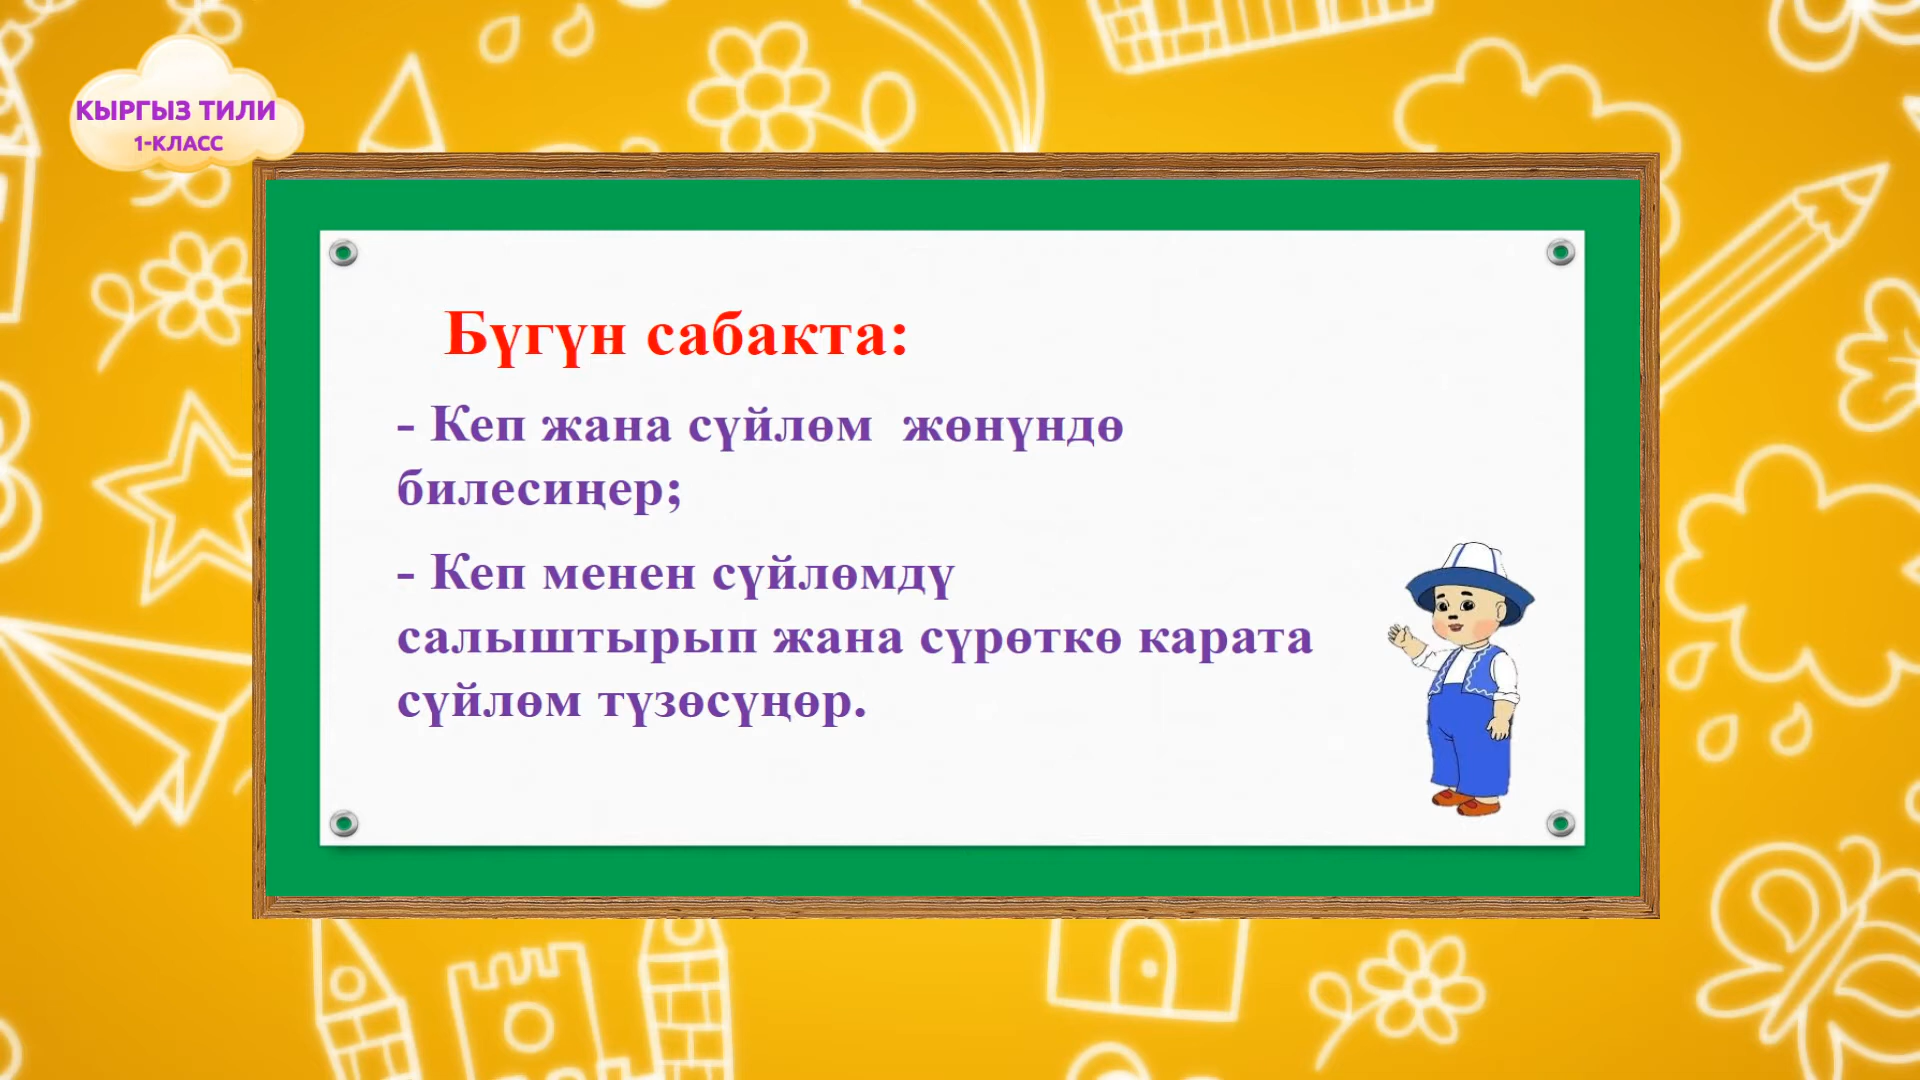 КЫРГЫЗ ТИЛИ
1-КЛАСС
Бүгүн сабакта:
- Кеп жана сүйлөм жөнүндө
билесиңер;
- Кеп менен сүйлөмдү
салыштырып жана сүрөткө карата
сүйлөм түзөсүңөр.